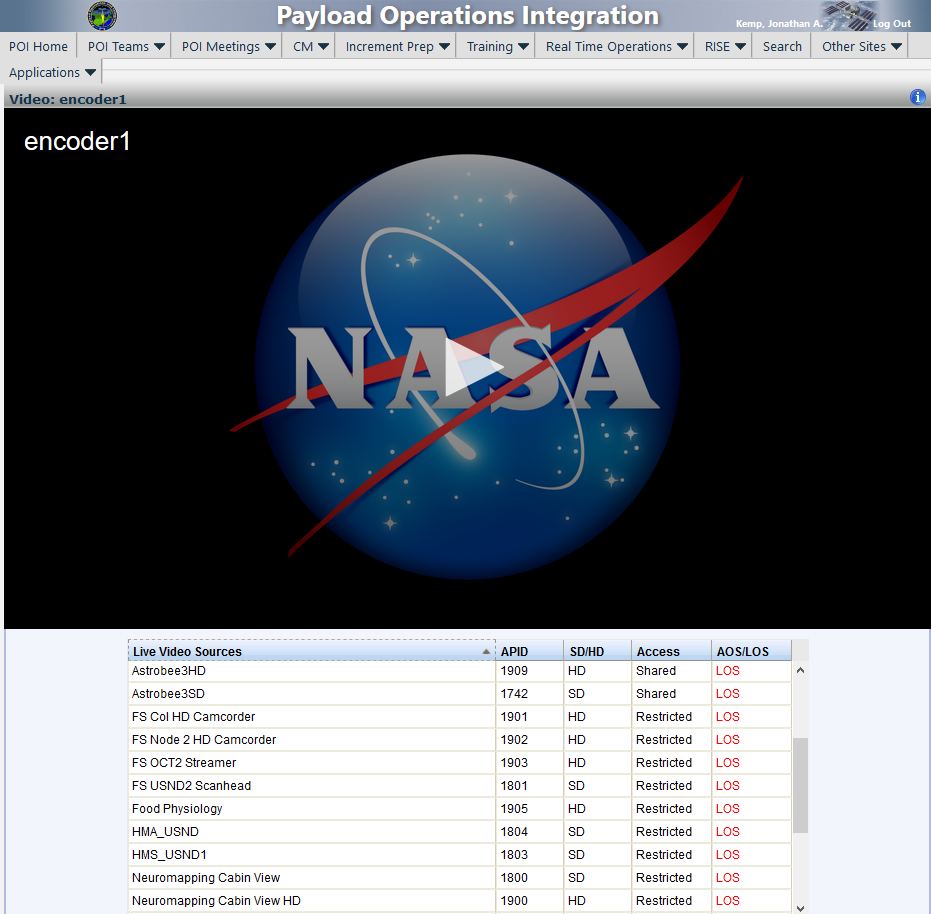 Payload Operations Integration
Kemp, Jonathan A. Log Out
POI Home POI Teams POI Meetings CM Increment Prep Training Real Time Operations RISE Search Other Sites
Applications
Video: encoder1
encoder1
NASA
Live Video Sources APID SD/HD Access AOS/LOS
Astrobee3HD 1909 HD Shared LOS
Astrobee3SD 1742 SD Shared LOS
FS Col HD Camcorder 1901 HD Restricted LOS
FS Node 2 HD Camcorder 1902 HD Restricted LOS
FS OCT2 Streamer 1903 HD Restricted LOS
FS USND2 Scanhead 1801 SD Restricted LOS
Food Physiology 1905 HD Restricted LOS
HMA_USND 1804 SD Restricted LOS
HMS_USND1 1803 SD Restricted LOS
Neuromapping Cabin View 1800 SD Restricted LOS
Neuromapping Cabin View HD 1900 HD Restricted LOS